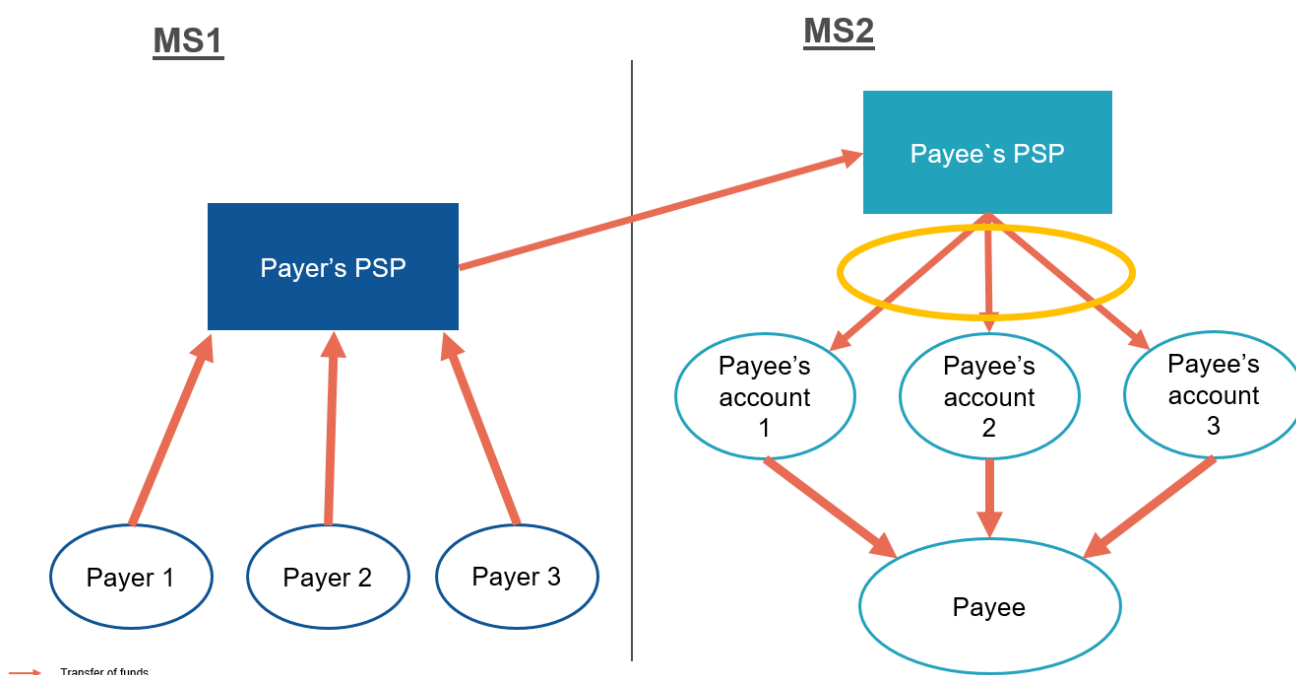 MS1
MS2
Payee`s PSP
Payer’s PSP
Payee’s
account
1
Payee’s
account
2
Payee’s
account
3
Payer 1
Payer 2
Payer 3
Payee
Transfer of funds